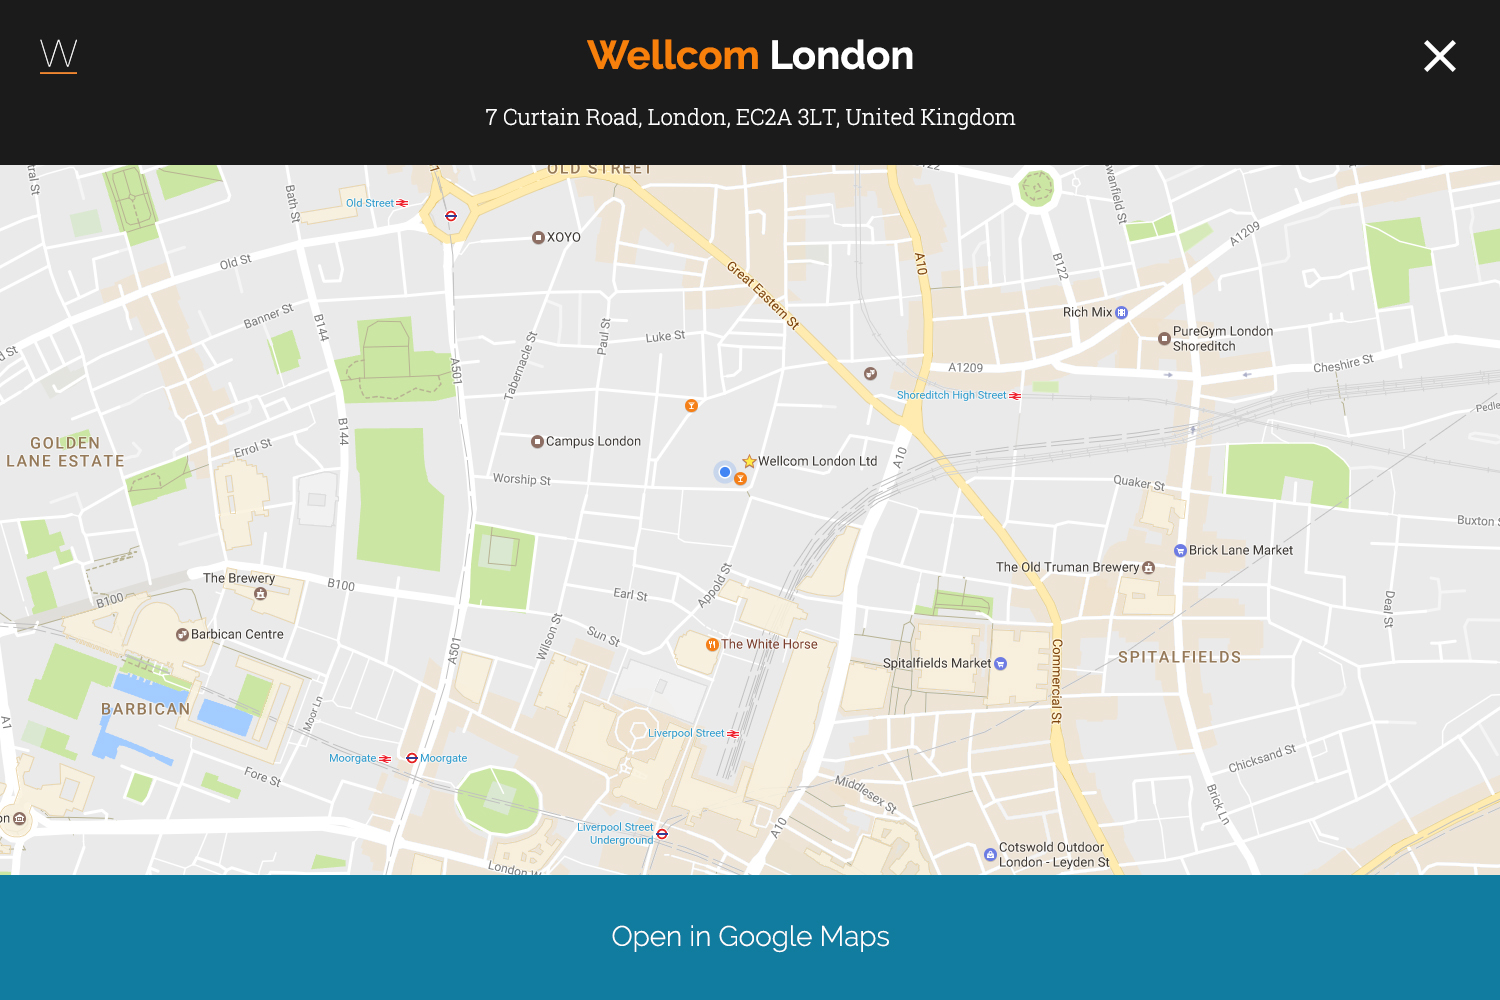 W
Wellcom London
7 Curtain Road, London, EC2A 3LT, United Kingdom
OLD STREET
Bath St
Old Street
XOYO
A10
Swanfield St
B122
A1209
Old St
Great Eastern St
Banner St
B144
Rich Mix
PureGym London
Shoreditch
Luke St
Paul St
Tabernacle St
A501
A1209
Cheshire St
Shoreditch High Street
GOLDEN
LANE ESTATE
B144
Errol St
Campus London
Wellcom London Ltd
A10
Worship St
Quaker St
Buxton
Brick Lane Market
The Old Truman Brewery
The Brewery
B100
B100
Appold St
Earl St
Deal St
Sun St
Wilson St
Barbican Centre
A501
The White Horse
SPITALFIELDS
Spitalfields Market
Commercial St
BARBICAN
Moor Ln
A1
Liverpool Street
Moorgate
Moorgate
Fore St
Chicksand St
Middlesex St
Brick Ln
Liverpool Street
Underground
A10
Cotswold Outdoor
London - Leyden St
London W
Open in Google Maps